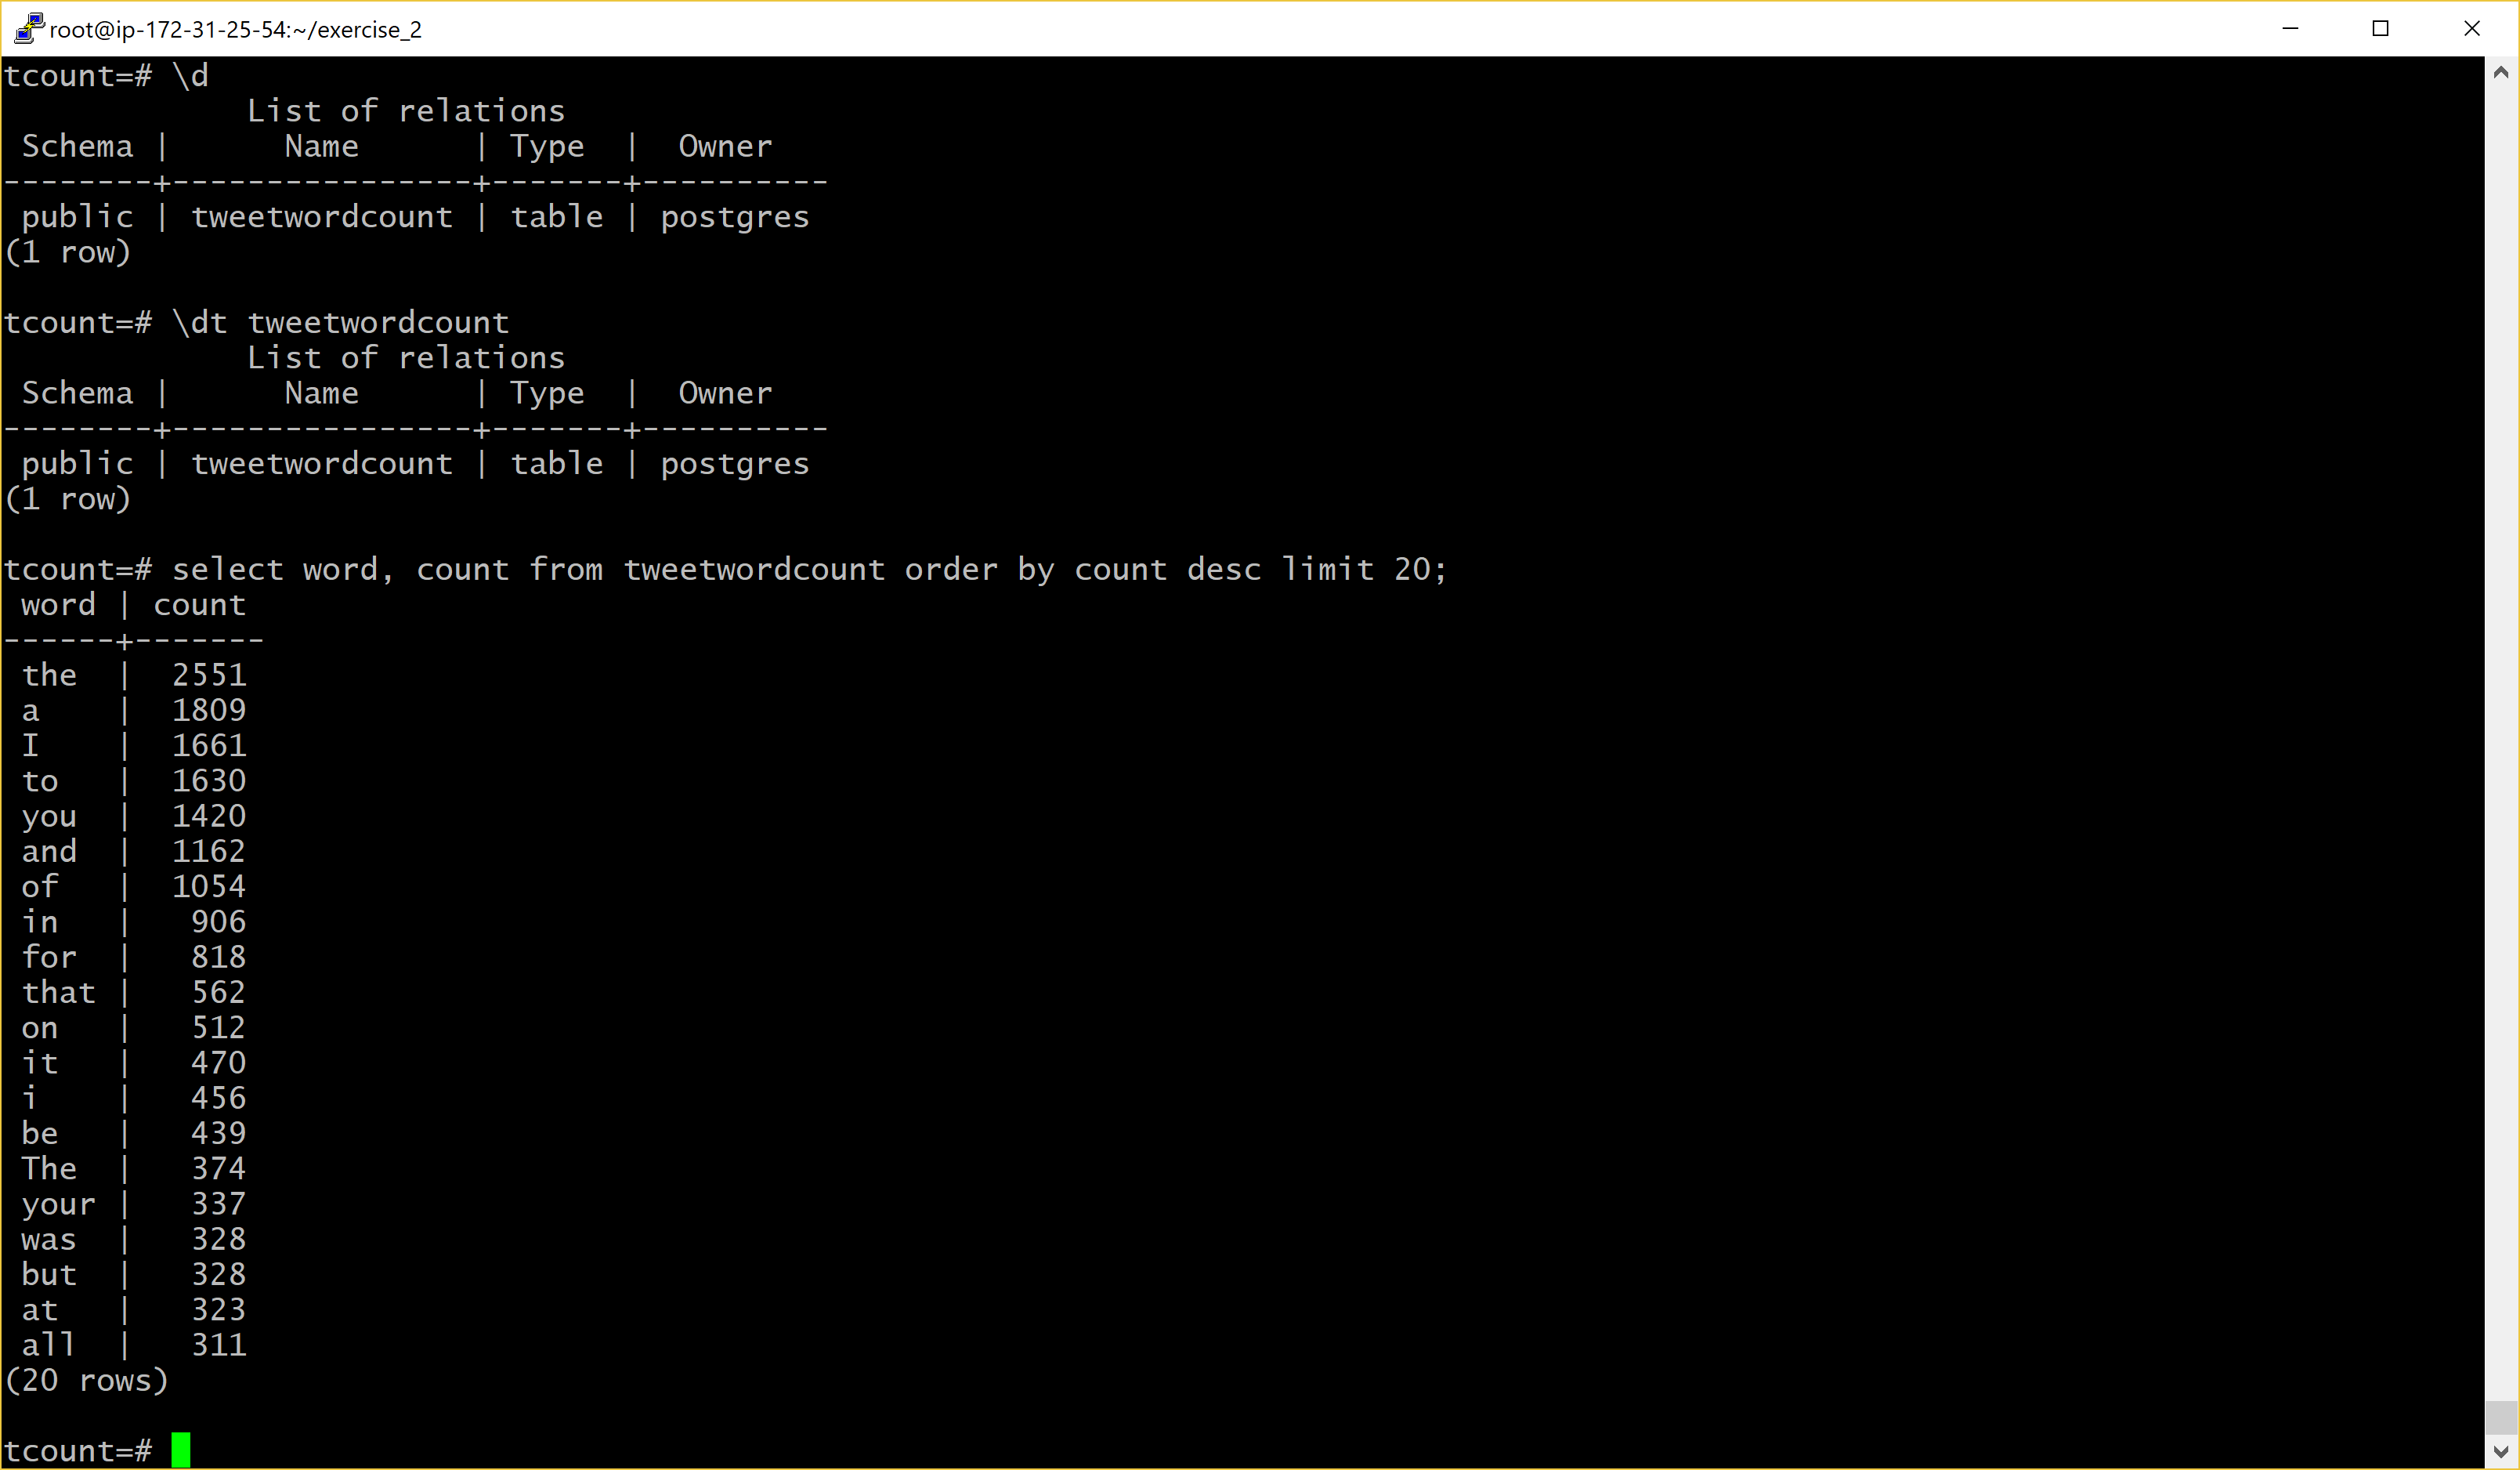 root@ip-172-31-25-54:~/exercise_2
tcount=# \d
             List of relations
 Schema |      Name      | Type  |  Owner
--------+----------------+-------+----------
 public | tweetwordcount | table | postgres
(1 row)

tcount=# \dt tweetwordcount
             List of relations
 Schema |      Name      | Type  |  Owner
--------+----------------+-------+----------
 public | tweetwordcount | table | postgres
(1 row)

tcount=# select word, count from tweetwordcount order by count desc limit 20;
 word | count
------+-------
 the  |  2551
 a    |  1809
 I    |  1661
 to   |  1630
 you  |  1420
 and  |  1162
 of   |  1054
 in   |   906
 for  |   818
 that |   562
 on   |   512
 it   |   470
 i    |   456
 be   |   439
 The  |   374
 your |   337
 was  |   328
 but  |   328
 at   |   323
 all  |   311
(20 rows)

tcount=#